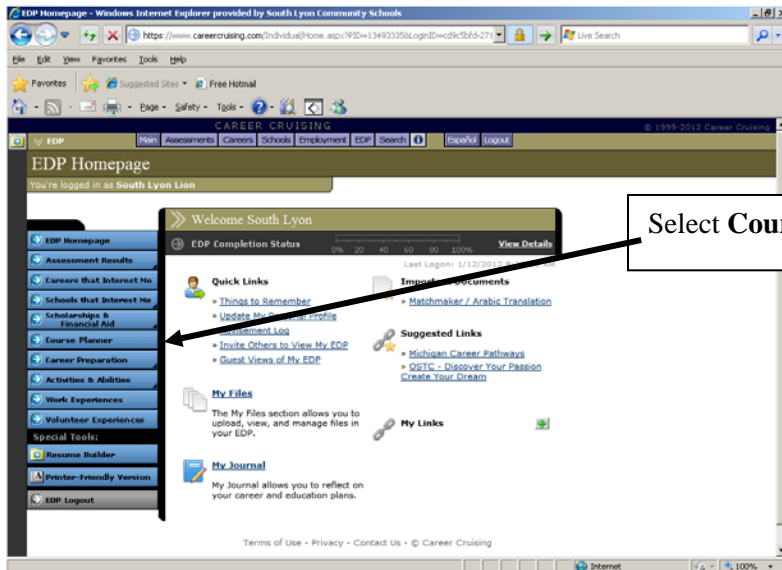 EDP Homepage - Windows Internet Explorer provided by South Lyon Community Schools
https://www.careercruising.com/Individual/Home.aspx?
Live Search
File Edit View Favorites Tools Help
Favorites Suggested Sites Free Hotmail
Page Safety Tools
CAREER CRUISING
© 1999-2012 Career Cruising
EDP Main Assessments Careers Schools Employment EDP Search Español Logout
EDP Homepage
You're logged in as South Lyon Lion
Welcome South Lyon
EDP Completion Status 0% 20 40 60 80 100% View Details
Last Logon: 1/12/2012
Select Cour
EDP Homepage
Assessment Results
Careers that Interest Me
Schools that Interest Me
Scholarships &
Financial Aid
Course Planner
Career Preparation
Activities & Abilities
Work Experiences
Volunteer Experiences
Special Tools:
Resume Builder
Printer-Friendly Version
EDP Logout
Quick Links
» Things to Remember
» Update My Personal Profile
Advisement Log
» Invite Others to View My EDP
» Guest Views of My EDP
My Files
The My Files section allows you to
upload, view, and manage files in
your EDP.
My Journal
My Journal allows you to reflect on
your career and education plans.
Important Documents
» Matchmaker / Arabic Translation
Suggested Links
» Michigan Career Pathways
» OSTC - Discover Your Passion
Create Your Dream
My Links
Terms of Use - Privacy - Contact Us - © Career Cruising
Internet 100%